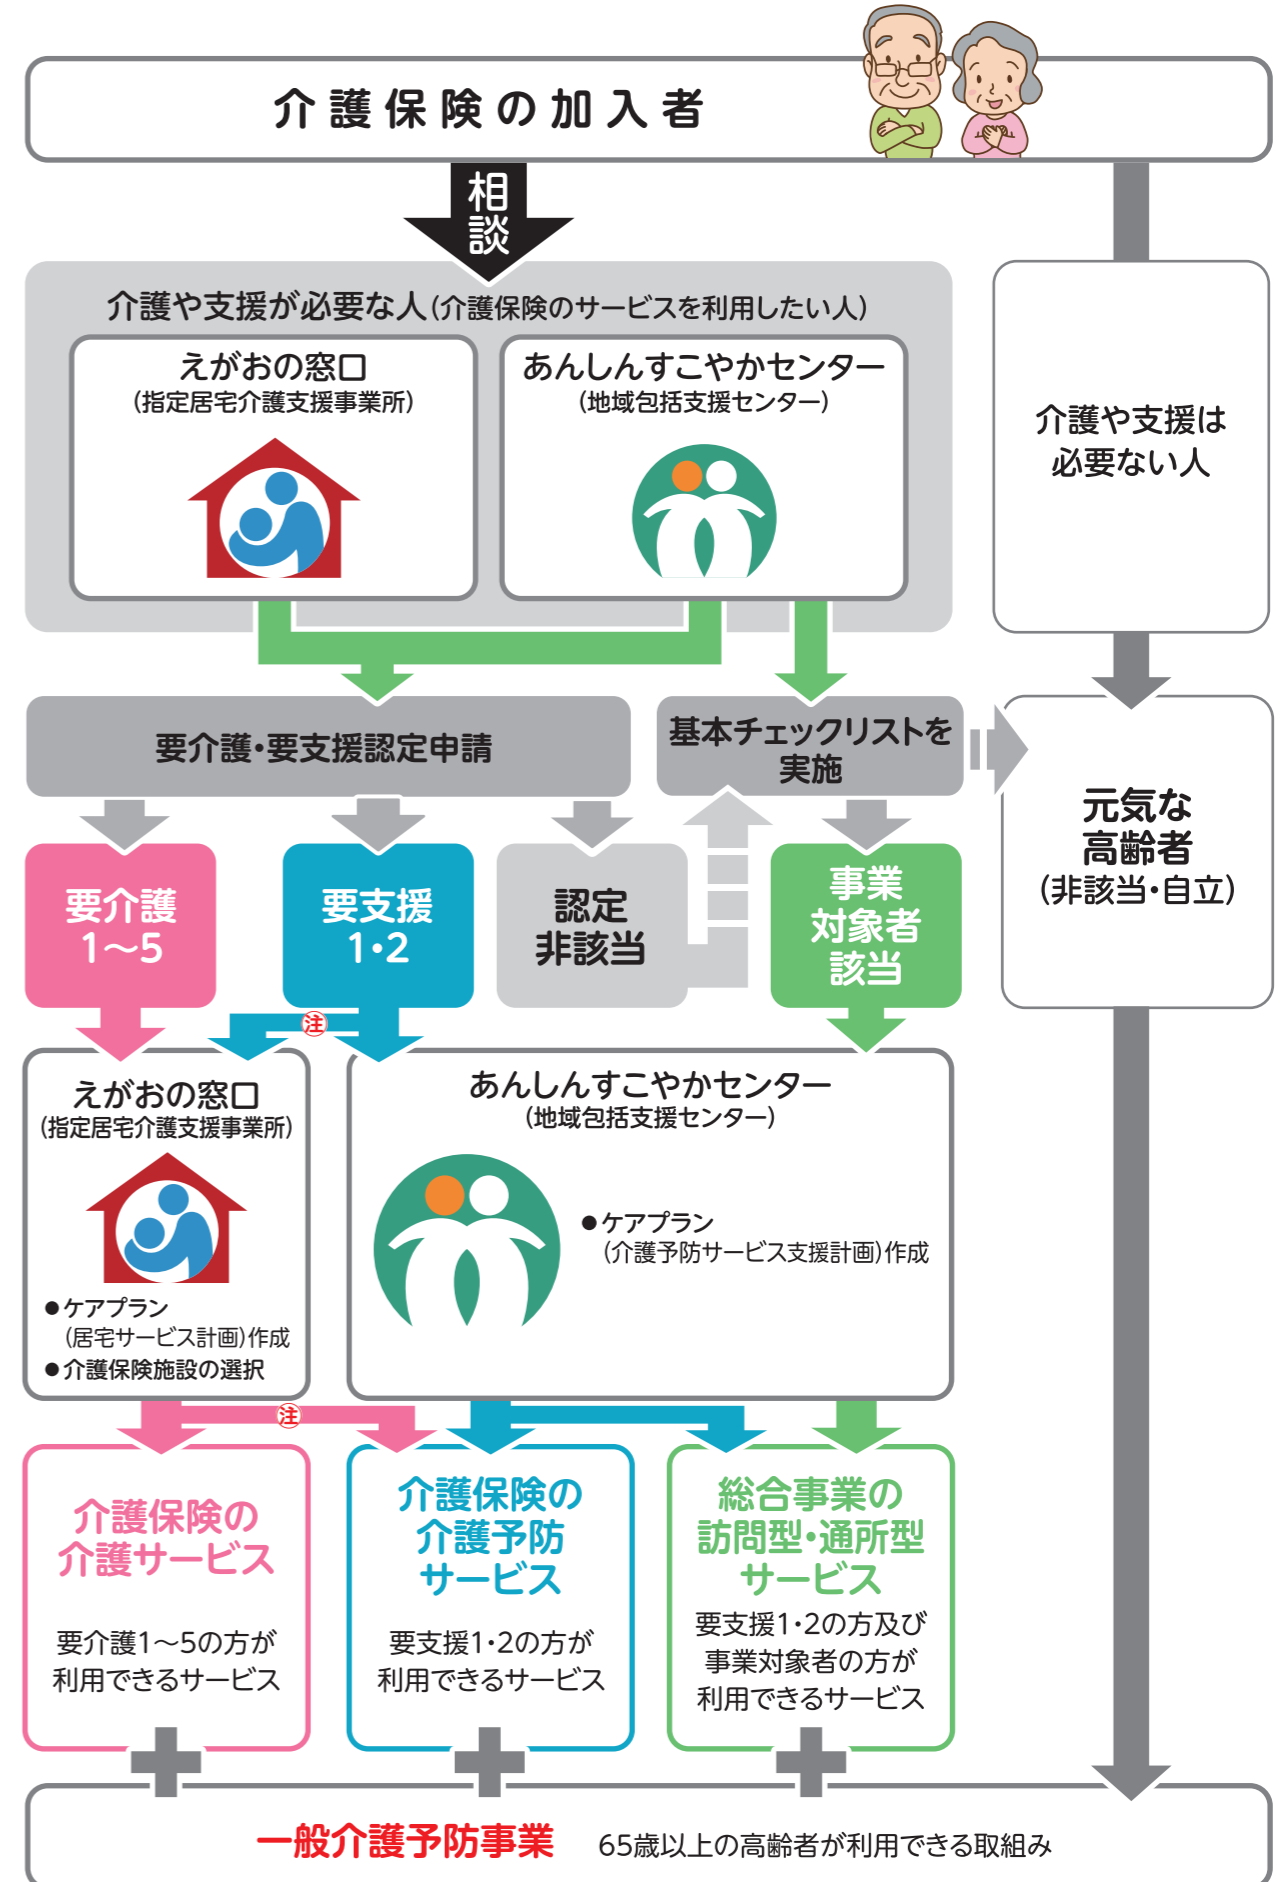 介護保険の加入者
相談
介護や支援が必要な人(介護保険のサービスを利用したい人)
えがおの窓口
(指定居宅介護支援事業所)
あんしんすこやかセンター
(地域包括支援センター)
介護や支援は
必要ない人
要介護・要支援認定申請
基本チェックリストを
実施
元気な
高齢者
(非該当・自立)
要介護
1～5
要支援
1・2
認定
非該当
事業
対象者
該当
注
えがおの窓口
(指定居宅介護支援事業所)
●ケアプラン
(居宅サービス計画)作成
●介護保険施設の選択
あんしんすこやかセンター
(地域包括支援センター)
●ケアプラン
(介護予防サービス支援計画)作成
注
介護保険の
介護サービス
要介護1～5の方が
利用できるサービス
介護保険の
介護予防
サービス
要支援1・2の方が
利用できるサービス
総合事業の
訪問型・通所型
サービス
要支援1・2の方及び
事業対象者の方が
利用できるサービス
一般介護予防事業 65歳以上の高齢者が利用できる取組み